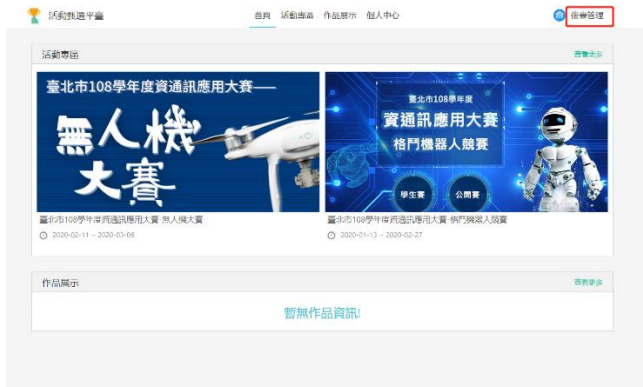 活動甄選平臺
首頁 活動專區 作品展示 個人中心
後臺管理
活動專區
查看更多
臺北市108學年度資通訊應用大賽——
無人機
大賽
臺北市108學年度
資通訊應用大賽
格鬥機器人競賽
學生賽
公開賽
臺北市108學年度資通訊應用大賽-無人機大賽
2020-02-11 ~ 2020-03-06
臺北市108學年度資通訊應用大賽-格鬥機器人競賽
2020-01-13 ~ 2020-02-27
作品展示
查看更多
暫無作品資訊!